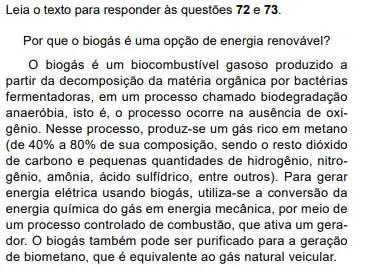 Leia o texto para responder às questões 72 e 73.
Por que o biogás é uma opção de energia renovável?
O biogás é um biocombustível gasoso produzido a
partir da decomposição da matéria orgânica por bactérias
fermentadoras, em um processo chamado biodegradação
anaeróbia, isto é, o processo ocorre na ausência de oxi-
gênio. Nesse processo, produz-se um gás rico em metano
(de 40% a 80% de sua composição, sendo o resto dióxido
de carbono e pequenas quantidades de hidrogênio, nitro-
gênio, amônia, ácido sulfídrico, entre outros). Para gerar
energia elétrica usando biogás, utiliza-se a conversão da
energia química do gás em energia mecânica, por meio de
um processo controlado de combustão, que ativa um gera-
dor. O biogás também pode ser purificado para a geração
de biometano, que é equivalente ao gás natural veicular.